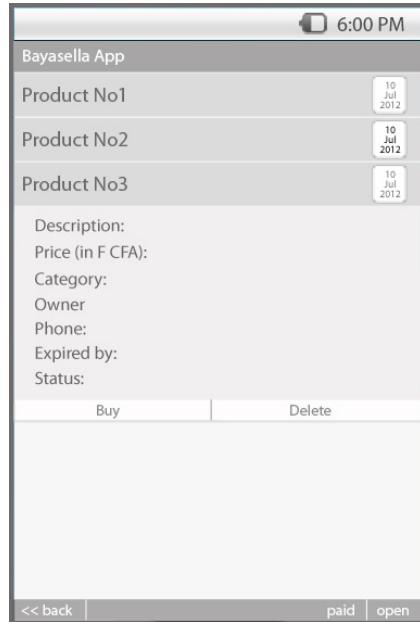 6:00 PM
Bayasella App
Product No1
10
Jul
2012
Product No2
10
Jul
2012
Product No3
10
Jul
2012
Description:
Price (in F CFA):
Category:
Owner
Phone:
Expired by:
Status:
Buy Delete
<< back paid open